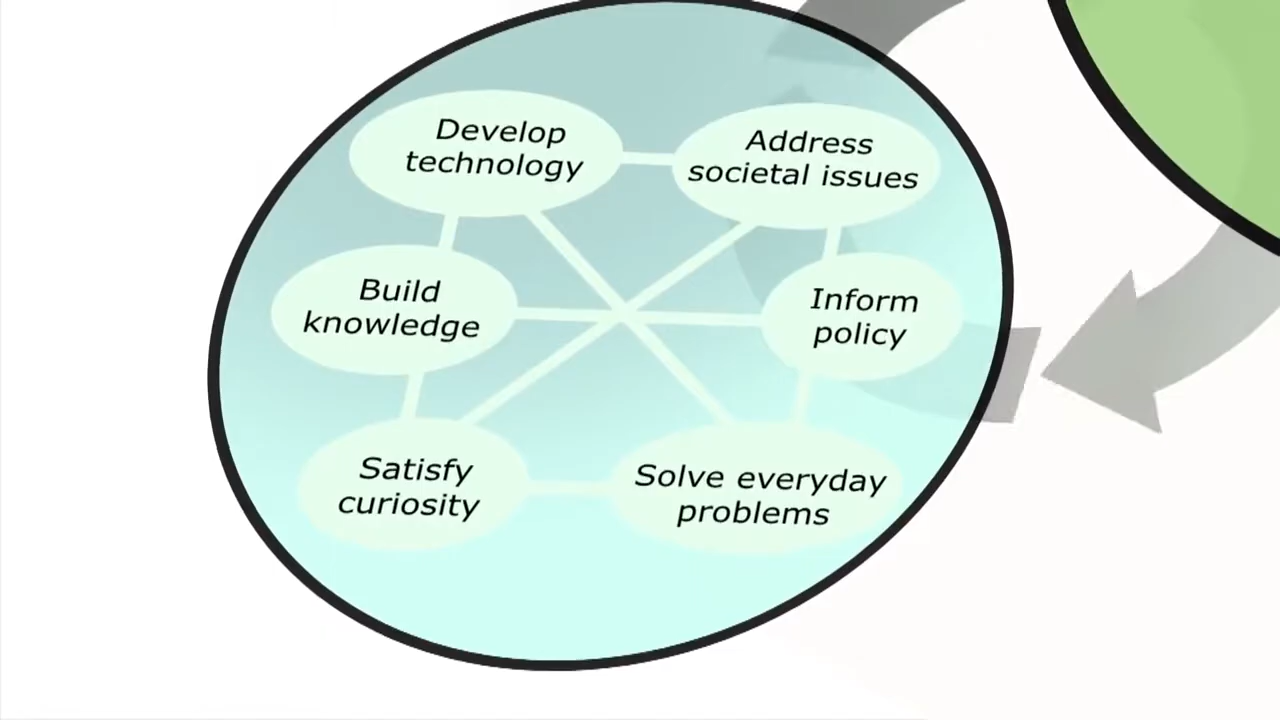 Develop
technology
Address
societal issues
Build
knowledge
Inform
policy
Satisfy
curiosity
Solve everyday
problems